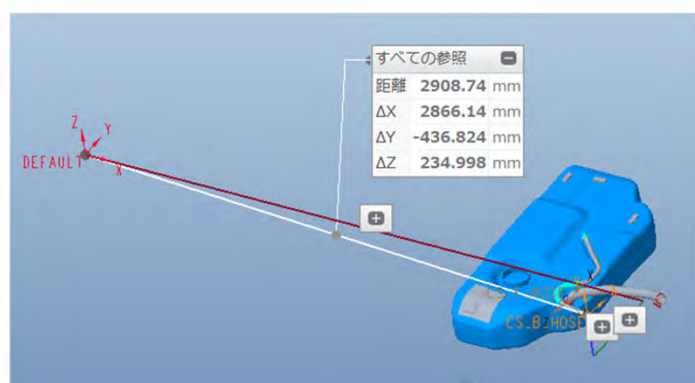 すべての参照
距離 2908.74 mm
ΔX 2866.14 mm
ΔY -436.824 mm
ΔZ 234.998 mm
Z
Y
DEFAULT
X
CS_B_HOSE